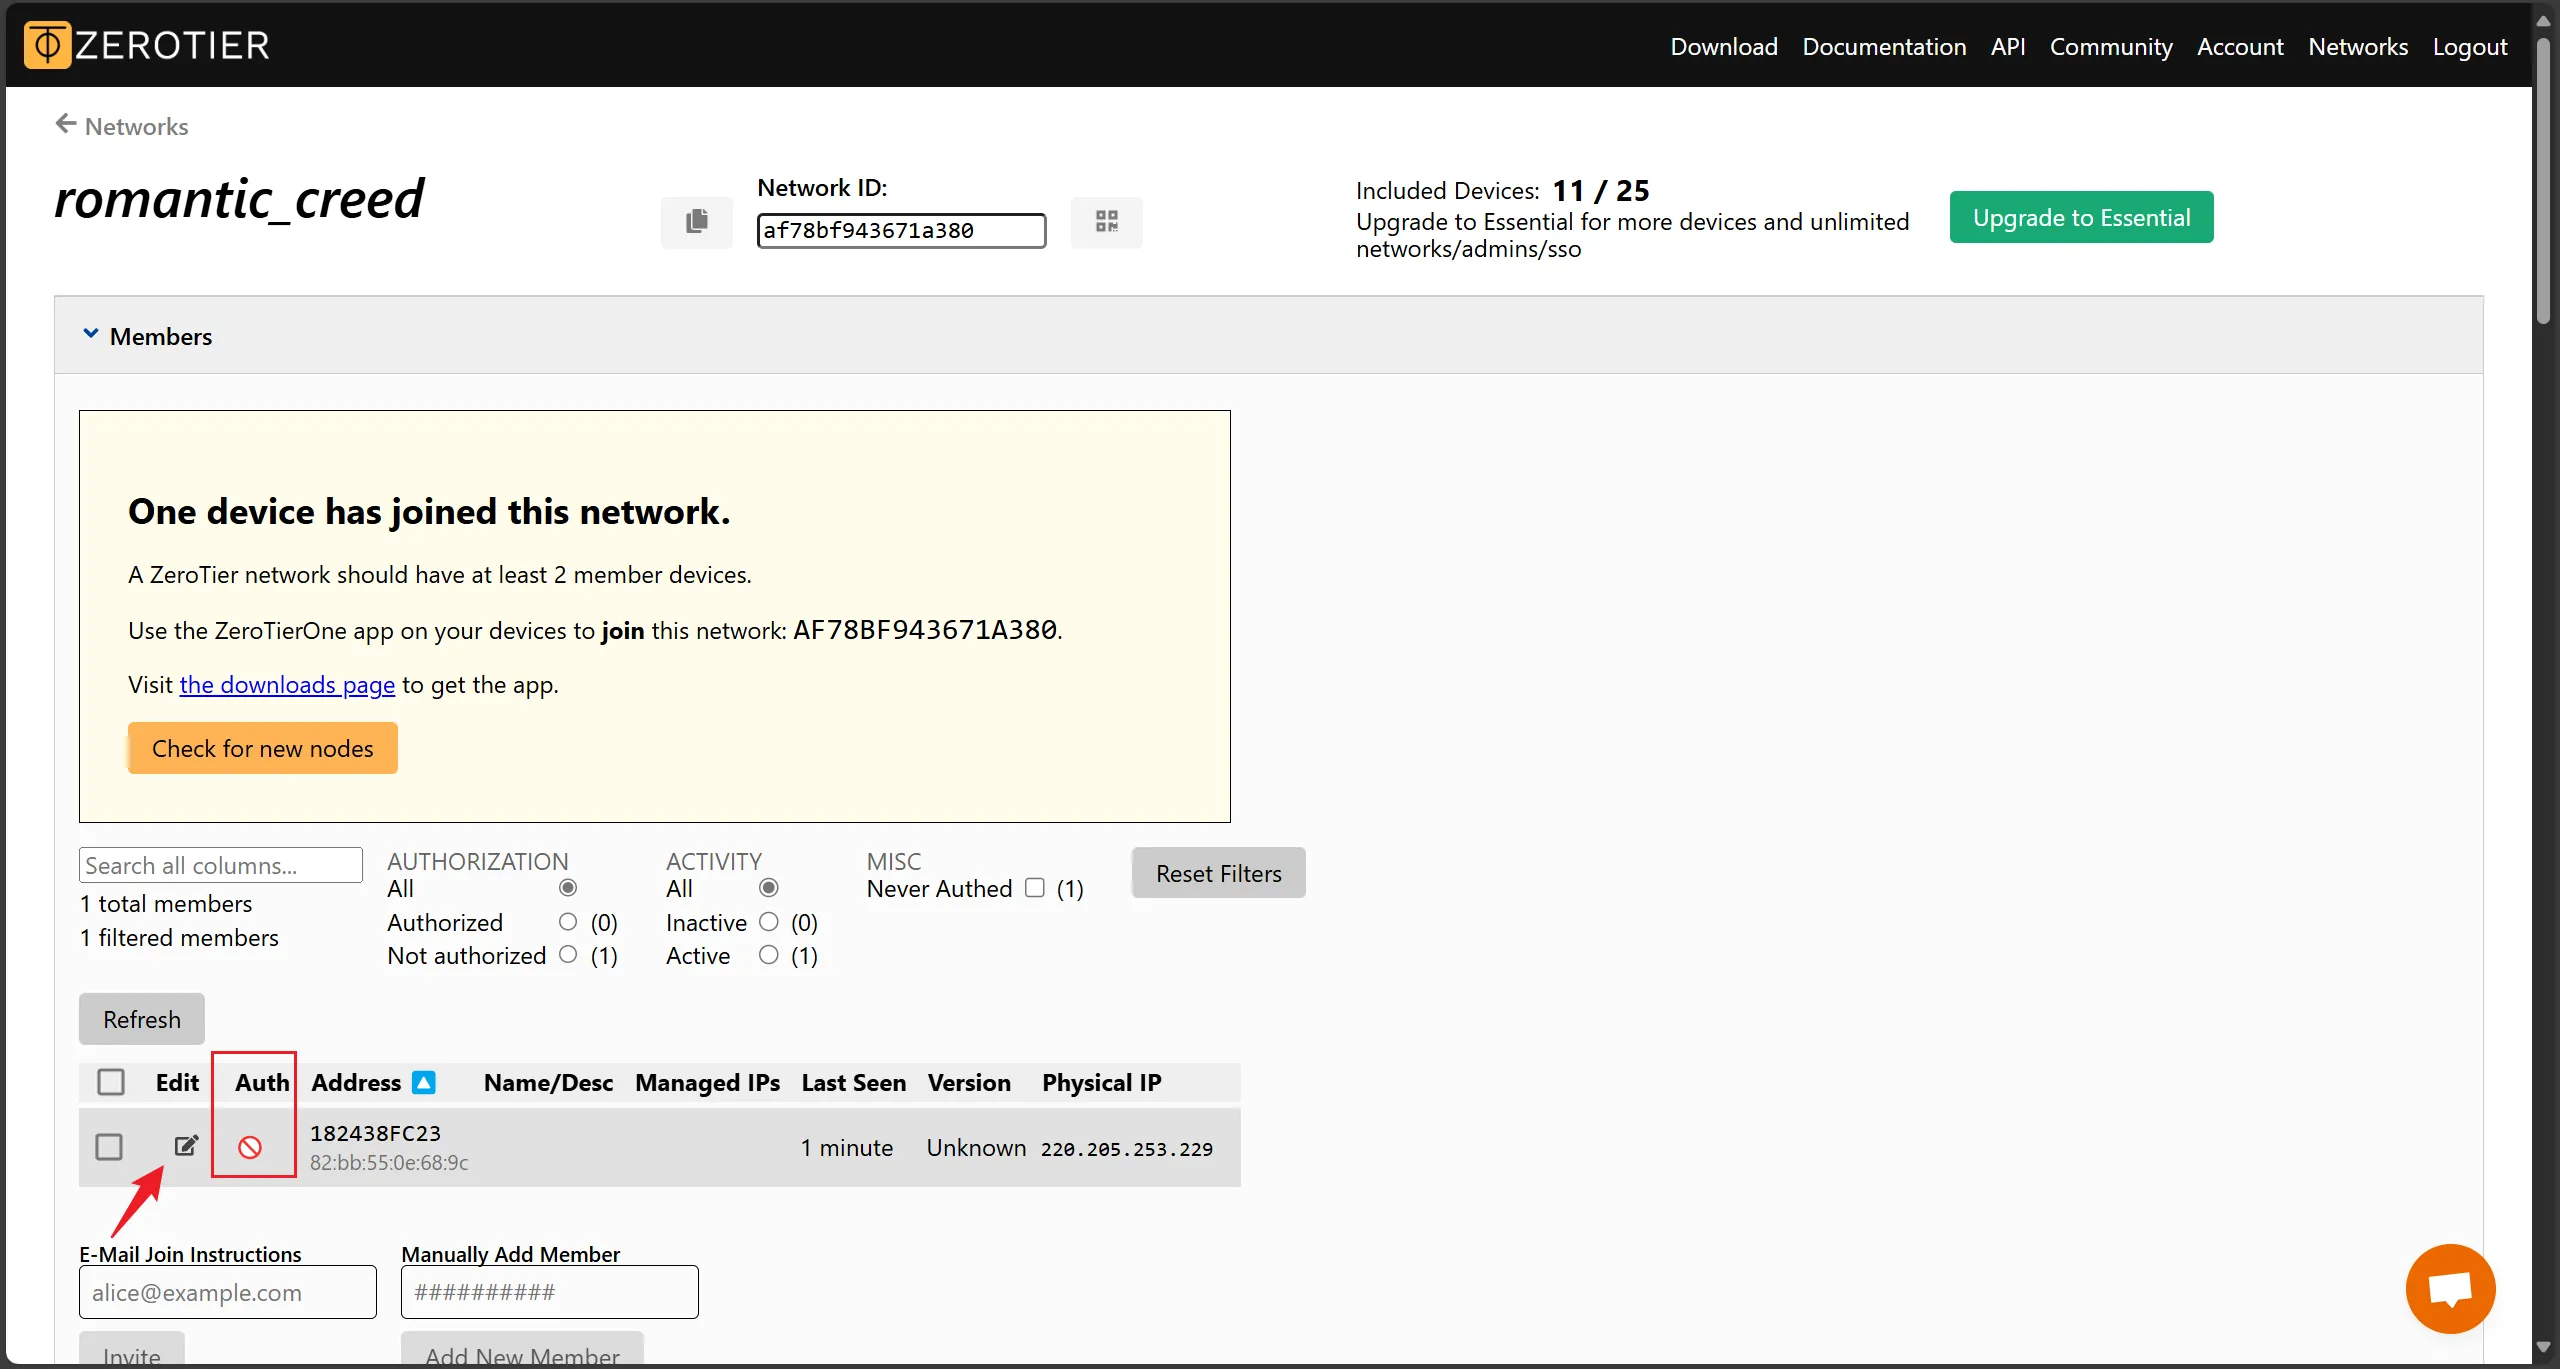 ZEROTIER
Download Documentation API Community Account Networks Logout
Networks
romantic_creed
Network ID:
af78bf943671a380
Included Devices: 11 / 25
Upgrade to Essential for more devices and unlimited
networks/admins/sso
Upgrade to Essential
Members
One device has joined this network.
A ZeroTier network should have at least 2 member devices.
Use the ZeroTierOne app on your devices to join this network: AF78BF943671A380.
Visit the downloads page to get the app.
Check for new nodes
Search all columns...
1 total members
1 filtered members
AUTHORIZATION
All
Authorized (0)
Not authorized (1)
ACTIVITY
All
Inactive (0)
Active (1)
MISC
Never Authed (1)
Reset Filters
Refresh
Edit Auth Address Name/Desc Managed IPs Last Seen Version Physical IP
182438FC23
82:bb:55:0e:68:9c
1 minute Unknown 220.205.253.229
E-Mail Join Instructions
alice@example.com
Invite
Manually Add Member
##########
Add New Member